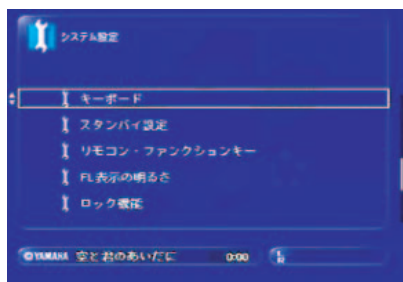 システム設定
キーボード
スタンバイ設定
リモコン・ファンクションキー
FL表示の明るさ
ロック機能
YAMAHA 空と君のあいだに 0:00